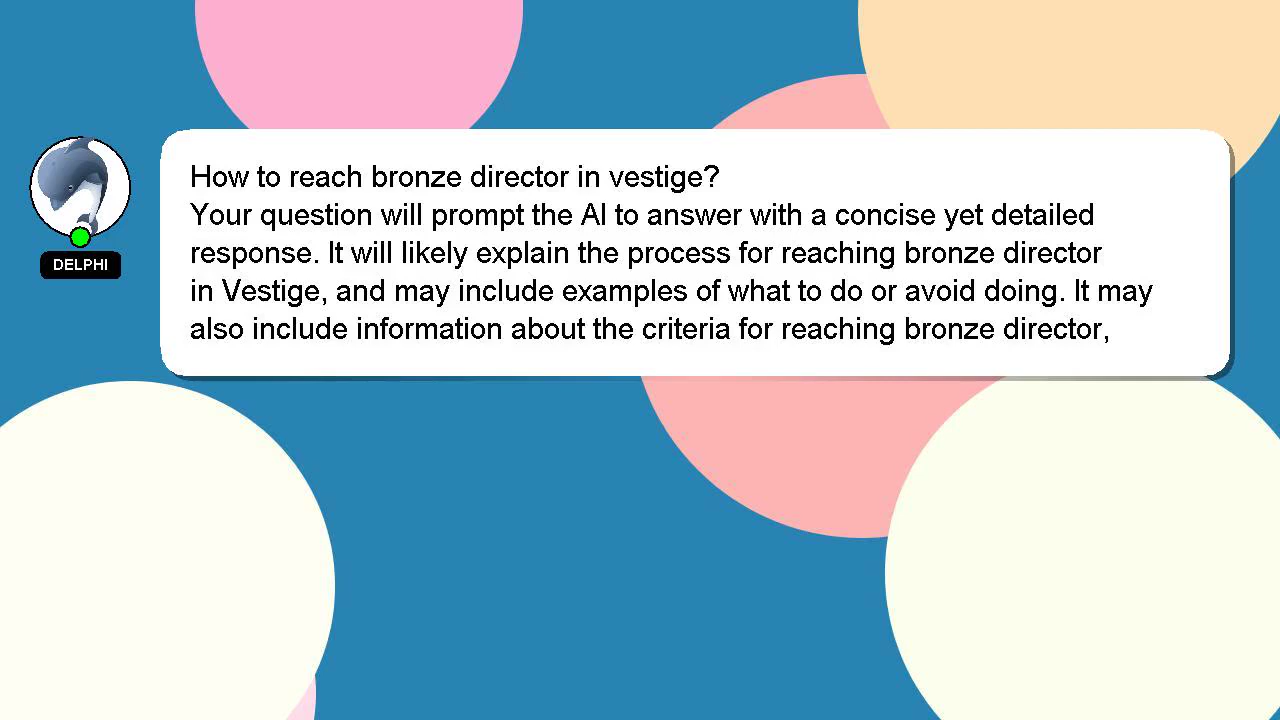 How to reach bronze director in vestige?
Your question will prompt the AI to answer with a concise yet detailed
response. It will likely explain the process for reaching bronze director
in Vestige, and may include examples of what to do or avoid doing. It may
also include information about the criteria for reaching bronze director,
DELPHI